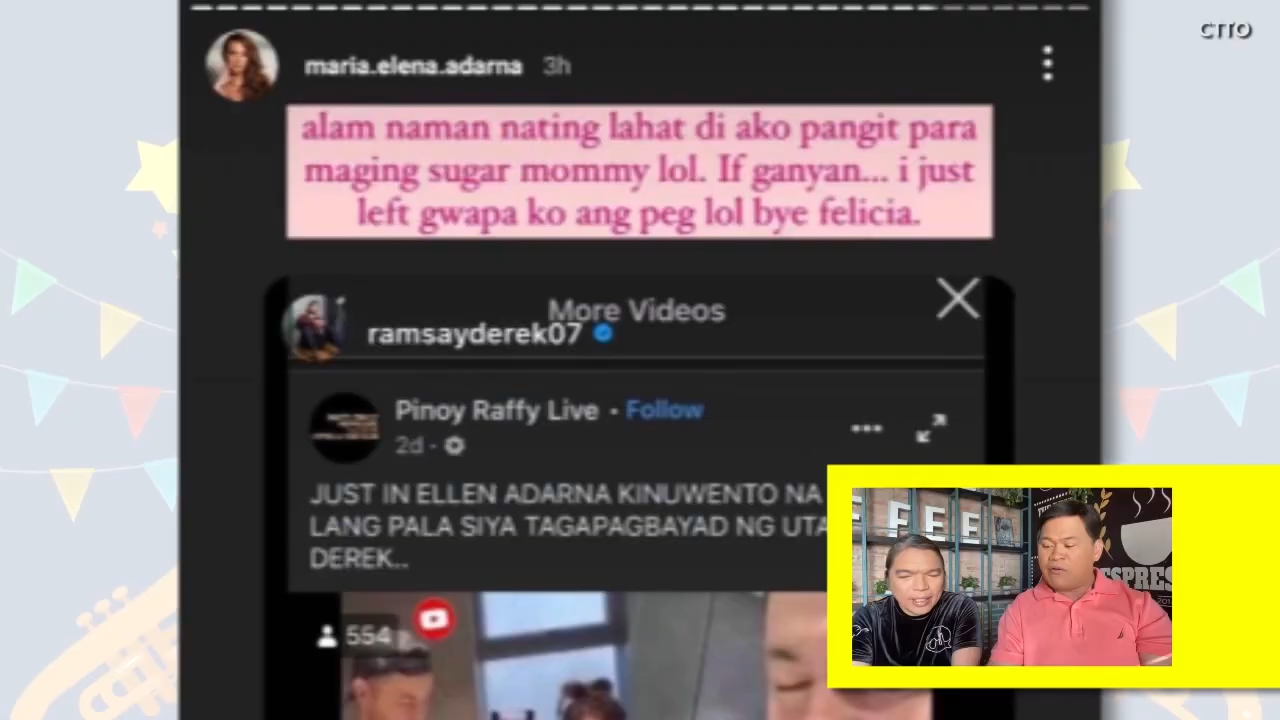 CTTO
maria.elena.adarna 3h
alam naman nating lahat di ako pangit para
maging sugar mommy lol. If ganyan... i just
left gwapa ko ang peg lol bye felicia.
More Videos
ramsayderek07
Pinoy Raffy Live · Follow
2d ·
JUST IN ELLEN ADARNA KINUWENTO NA
LANG PALA SIYA TAGAPAGBAYAD NG UTA
DEREK..
554
FEEE
ESPRES